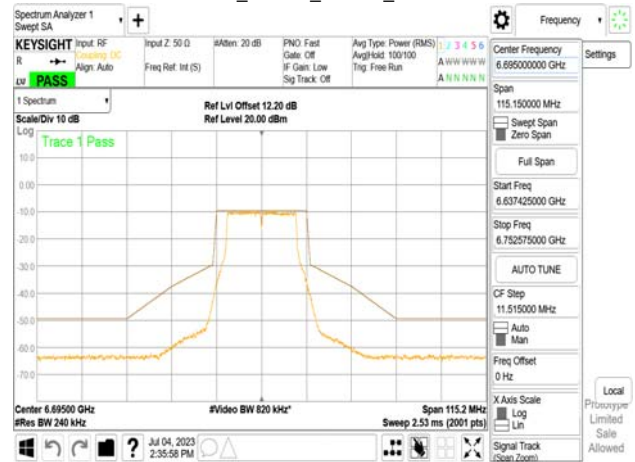 Spectrum Analyzer 1
Swept SA
Frequency
KEYSIGHT
Input: RF
Coupling: DC
Align: Auto
Input Z: 50 Ω
Freq Ref: Int (S)
#Atten: 20 dB
PNO: Fast
Gate: Off
IF Gain: Low
Sig Track: Off
Avg Type: Power (RMS)
Avg|Hold: 100/100
Trig: Free Run
1 2 3 4 5 6
A W W W W W
A N N N N N
R
LW
PASS
Center Frequency
6.695000000 GHz
Settings
Span
115.150000 MHz
Swept Span
Zero Span
Full Span
Start Freq
6.637425000 GHz
Stop Freq
6.752575000 GHz
AUTO TUNE
CF Step
11.515000 MHz
Auto
Man
Freq Offset
0 Hz
X Axis Scale
Log
Lin
Signal Track
(Span Zoom)
Local
Prototype
Limited
Sale
Allowed
1 Spectrum
Scale/Div 10 dB
Ref Lvl Offset 12.20 dB
Ref Level 20.00 dBm
Log
Trace 1 Pass
10.0
0.00
-10.0
-20.0
-30.0
-40.0
-50.0
-60.0
-70.0
Center 6.69500 GHz
#Res BW 240 kHz
#Video BW 820 kHz*
Span 115.2 MHz
Sweep 2.53 ms (2001 pts)
?
Jul 04, 2023
2:35:58 PM